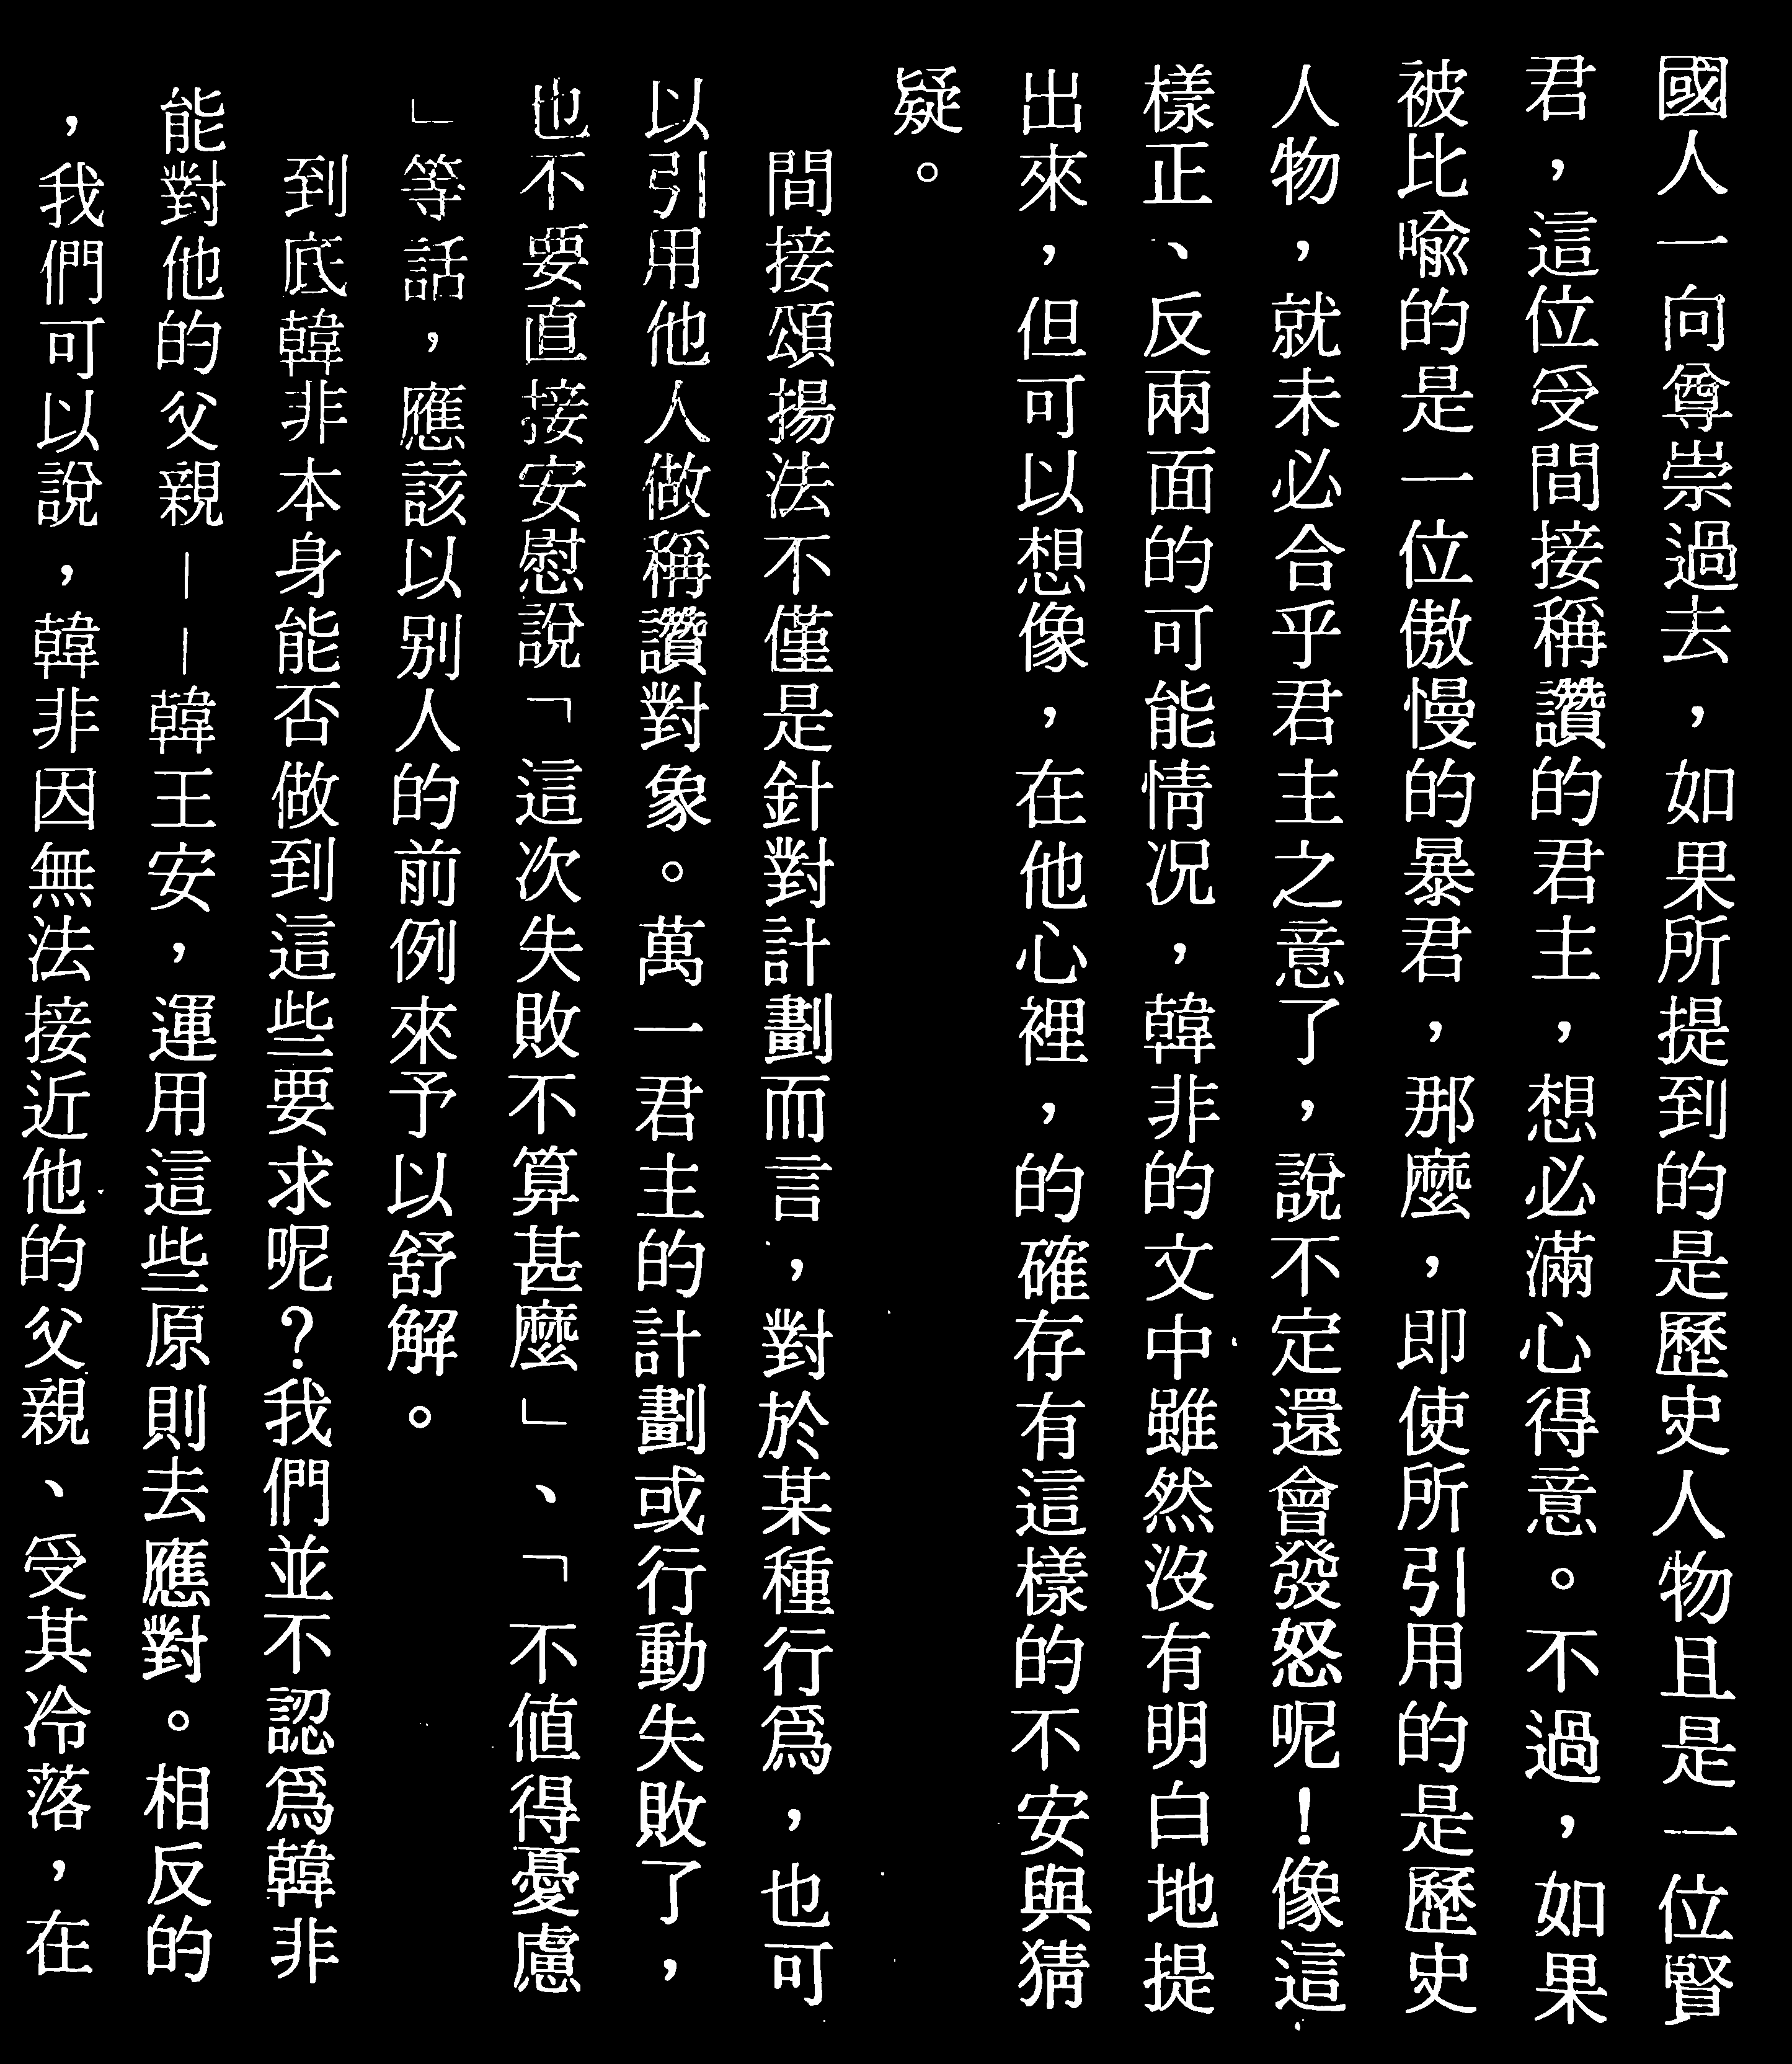 國人一向尊崇過去，如果所提到的是歷史人物且是一位賢
君，這位受間接稱讚的君主，想必滿心得意。不過，如果
被比喻的是一位傲慢的暴君，那麼，即使所引用的是歷史
人物，就未必合乎君主之意了，說不定還會發怒呢！像這
樣正、反兩面的可能情況，韓非的文中雖然沒有明白地提
出來，但可以想像，在他心裡，的確存有這樣的不安與猜
疑。
間接頌揚法不僅是針對計劃而言，對於某種行爲，也可
以引用他人做稱讚對象。萬一君主的計劃或行動失敗了，
也不要直接安慰說「這次失敗不算甚麼」、「不值得憂慮
」等話，應該以別人的前例來予以舒解。
到底韓非本身能否做到這些要求呢？我們並不認爲韓非
能對他的父親——韓王安，運用這些原則去應對。相反的
，我們可以說，韓非因無法接近他的父親、受其冷落，在